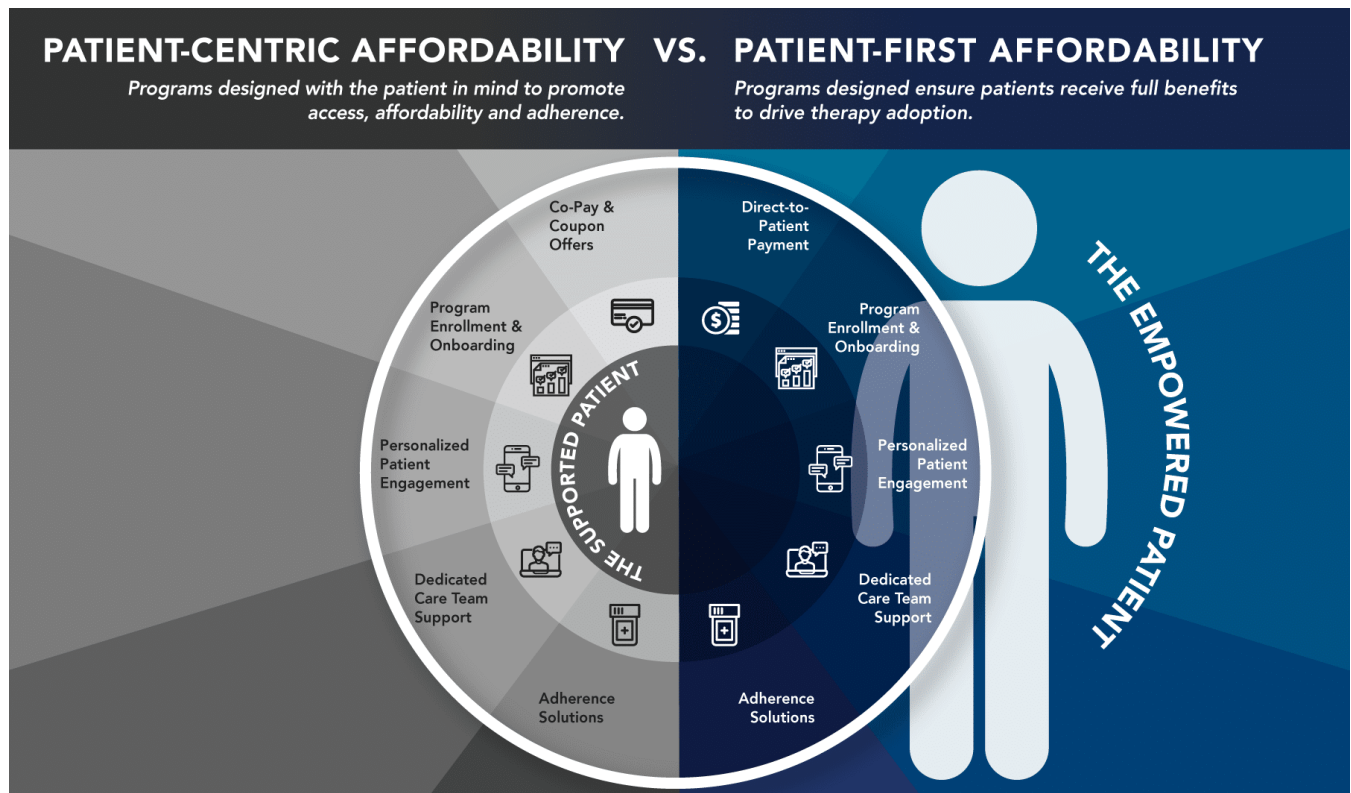 PATIENT-CENTRIC AFFORDABILITY VS. PATIENT-FIRST AFFORDABILITY
Programs designed with the patient in mind to promote
access, affordability and adherence.
Programs designed ensure patients receive full benefits
to drive therapy adoption.
Co-Pay &
Coupon
Offers
Program
Enrollment &
Onboarding
Personalized
Patient
Engagement
Dedicated
Care Team
Support
Adherence
Solutions
THE SUPPORTED PATIENT
Direct-to-
Patient
Payment
Program
Enrollment &
Onboarding
Personalized
Patient
Engagement
Dedicated
Care Team
Support
Adherence
Solutions
THE EMPOWERED PATIENT